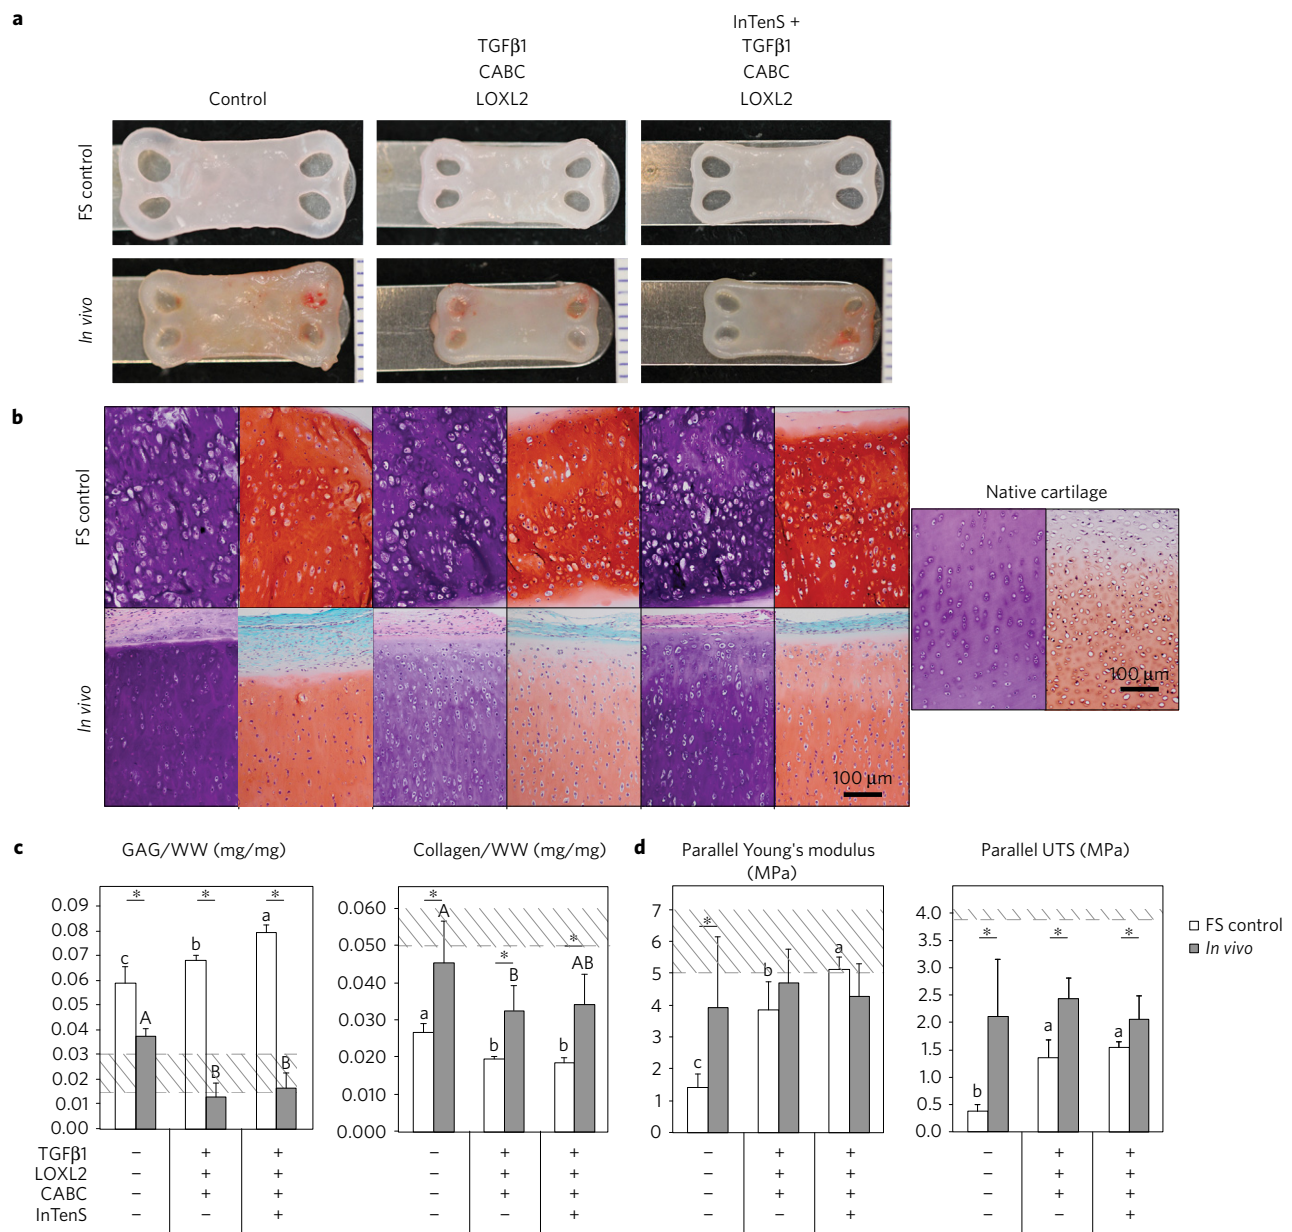 a
Control
TGFβ1
CABC
LOXL2
InTenS +
TGFβ1
CABC
LOXL2
FS control
In vivo
b
FS control
In vivo
100 μm
Native cartilage
100 μm
c
GAG/WW (mg/mg)
0.09
0.08
0.07
0.06
0.05
0.04
0.03
0.02
0.01
0.00
* * *
c A b B a B
Collagen/WW (mg/mg)
0.060
0.050
0.040
0.030
0.020
0.010
0.000
* * *
a A b B b AB
d
Parallel Young's modulus
(MPa)
7
6
5
4
3
2
1
0
*
c b a
Parallel UTS (MPa)
4.0
3.5
3.0
2.5
2.0
1.5
1.0
0.5
0.0
* * *
b a a
FS control
In vivo
TGFβ1 – + + – + + – + + – + +
LOXL2 – + + – + + – + + – + +
CABC – + + – + + – + + – + +
InTenS – – + – – + – – + – – +